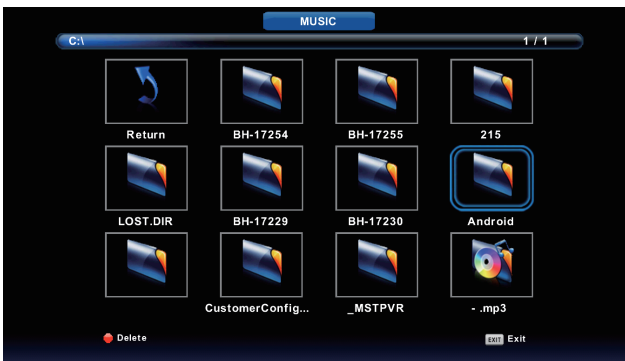 MUSIC
C:\ 1 / 1
Return BH-17254 BH-17255 215
LOST.DIR BH-17229 BH-17230 Android
CustomerConfig... _MSTPVR - .mp3
Delete EXIT Exit